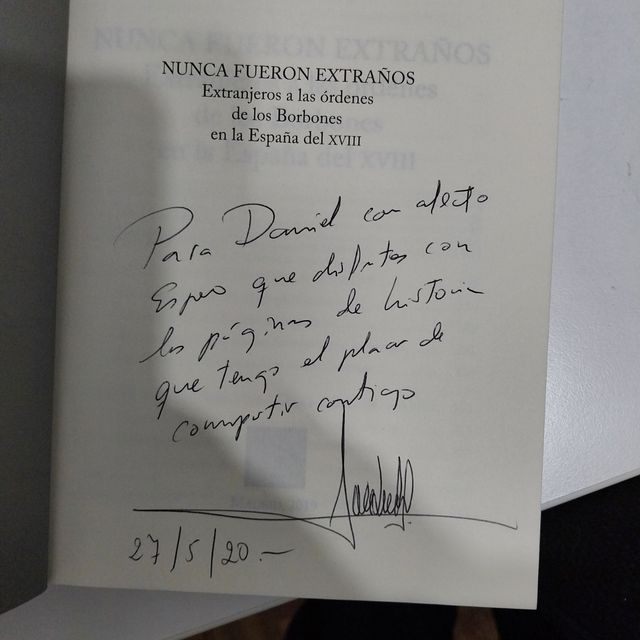 NUNCA FUERON EXTRAÑOS
Extranjeros a las órdenes
de los Borbones
en la España del XVIII
Para Daniel con afecto
Espero que disfrutes con
las páginas de historia
que tengo el placer de
compartir contigo
27/5/20.-